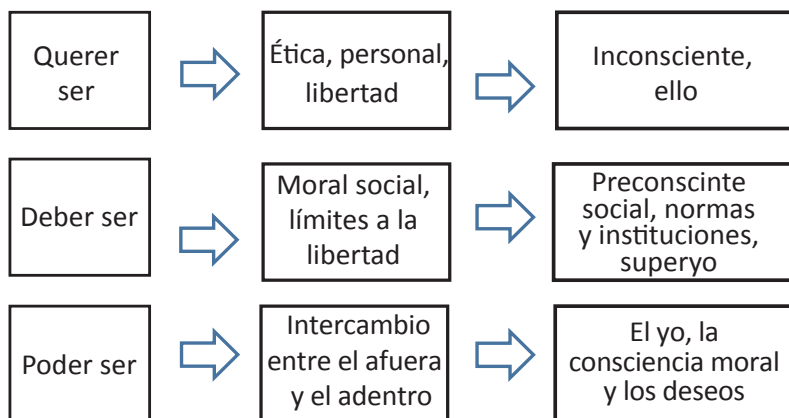 Querer
ser
Ética, personal,
libertad
Inconsciente,
ello
Deber ser
Moral social,
límites a la
libertad
Preconscinte
social, normas
y instituciones,
superyo
Poder ser
Intercambio
entre el afuera
y el adentro
El yo, la
consciencia moral
y los deseos